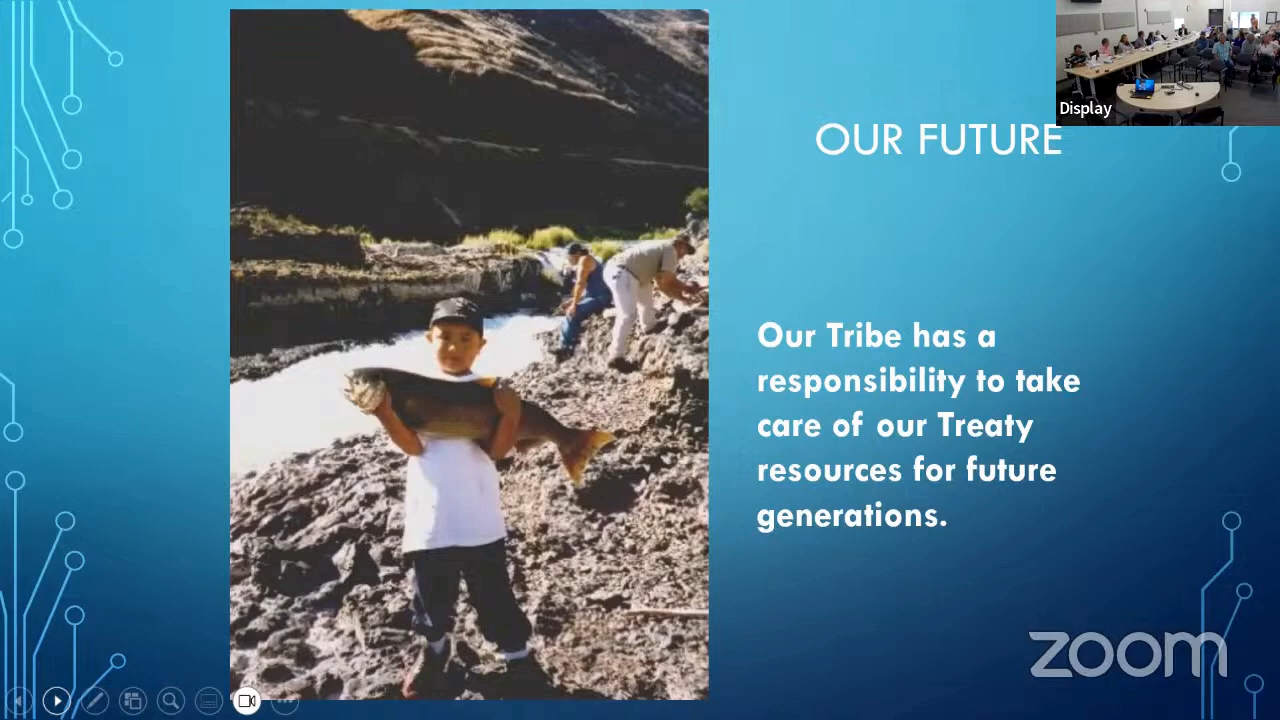 Display
OUR FUTURE
Our Tribe has a
responsibility to take
care of our Treaty
resources for future
generations.
zoom